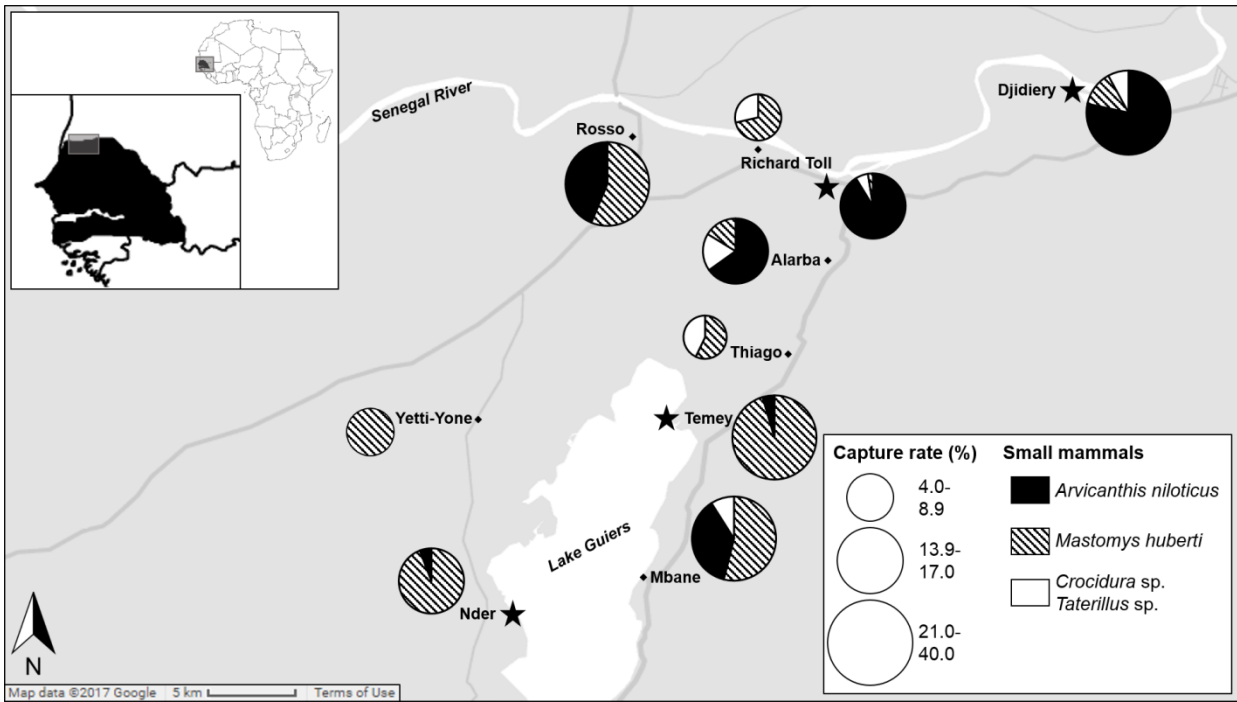 Senegal River
Djidiery
Rosso
Richard Toll
Alarba
Thiago
Yetti-Yone
Temey
Lake Guiers
Mbane
Nder
Capture rate (%)
4.0-
8.9
13.9-
17.0
21.0-
40.0
Small mammals
Arvicanthis niloticus
Mastomys huberti
Crocidura sp.
Taterillus sp.
N
Map data ©2017 Google
5 km
Terms of Use